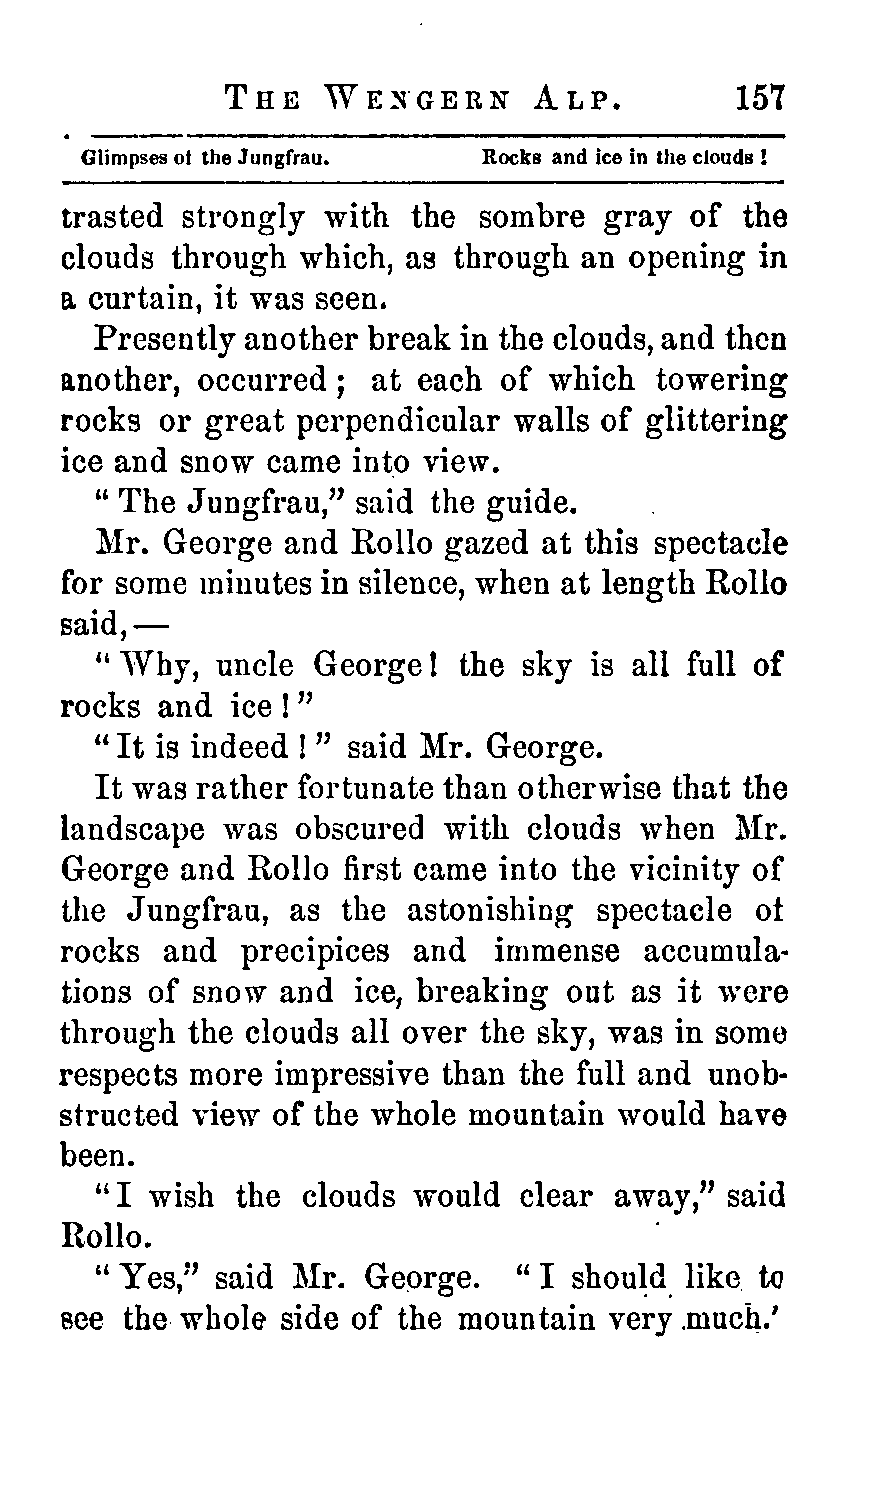 THE WENGERN ALP. 157
Glimpses of the Jungfrau. Rocks and ice in the clouds!
trasted strongly with the sombre gray of the
clouds through which, as through an opening in
a curtain, it was seen.
Presently another break in the clouds, and then
another, occurred; at each of which towering
rocks or great perpendicular walls of glittering
ice and snow came into view.
"The Jungfrau," said the guide.
Mr. George and Rollo gazed at this spectacle
for some minutes in silence, when at length Rollo
said,—
"Why, uncle George! the sky is all full of
rocks and ice!"
"It is indeed!" said Mr. George.
It was rather fortunate than otherwise that the
landscape was obscured with clouds when Mr.
George and Rollo first came into the vicinity of
the Jungfrau, as the astonishing spectacle of
rocks and precipices and immense accumula-
tions of snow and ice, breaking out as it were
through the clouds all over the sky, was in some
respects more impressive than the full and unob-
structed view of the whole mountain would have
been.
"I wish the clouds would clear away," said
Rollo.
"Yes," said Mr. George. "I should like to
see the whole side of the mountain very much.'